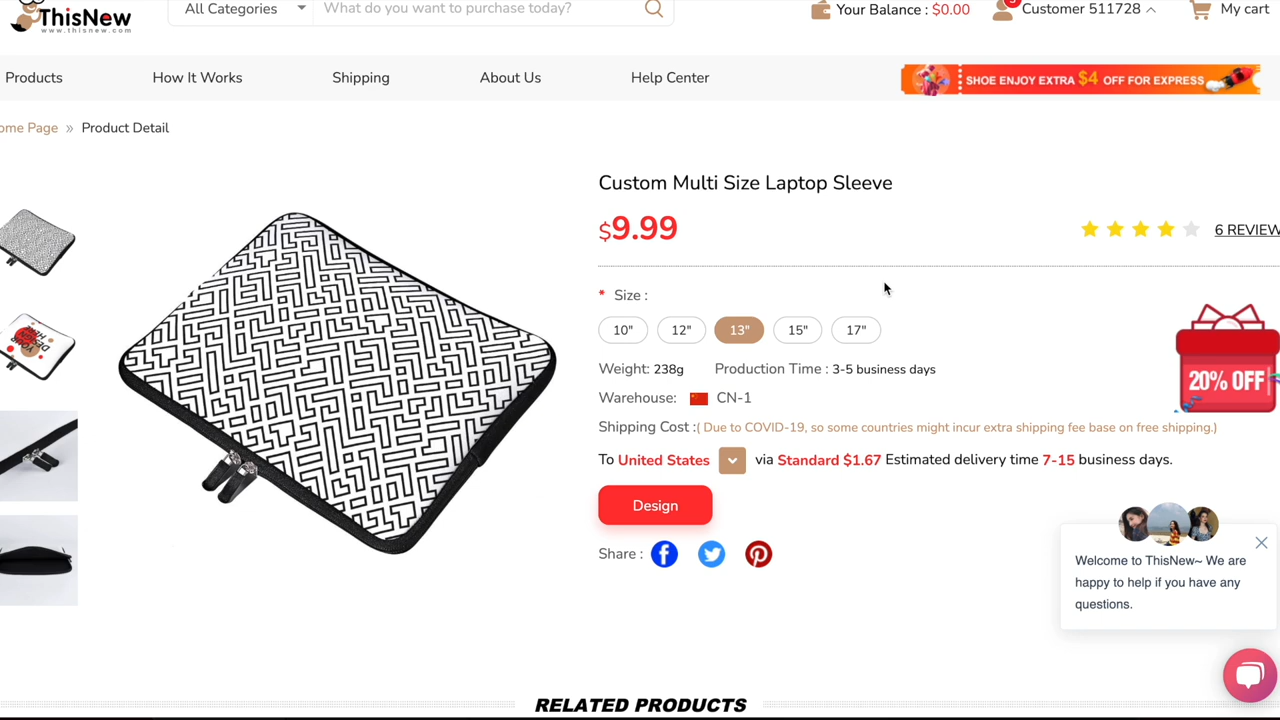 ThisNew
www.thisnew.com
All Categories
What do you want to purchase today?
Your Balance : $0.00
Customer 511728
My cart
Products
How It Works
Shipping
About Us
Help Center
SHOE ENJOY EXTRA $4 OFF FOR EXPRESS
ome Page » Product Detail
Custom Multi Size Laptop Sleeve
$9.99
6 REVIEW
* Size :
10" 12" 13" 15" 17"
Weight: 238g Production Time : 3-5 business days
Warehouse: CN-1
Shipping Cost :( Due to COVID-19, so some countries might incur extra shipping fee base on free shipping.)
To United States via Standard $1.67 Estimated delivery time 7-15 business days.
Design
Share :
20% OFF
Welcome to ThisNew~ We are
happy to help if you have any
questions.
RELATED PRODUCTS